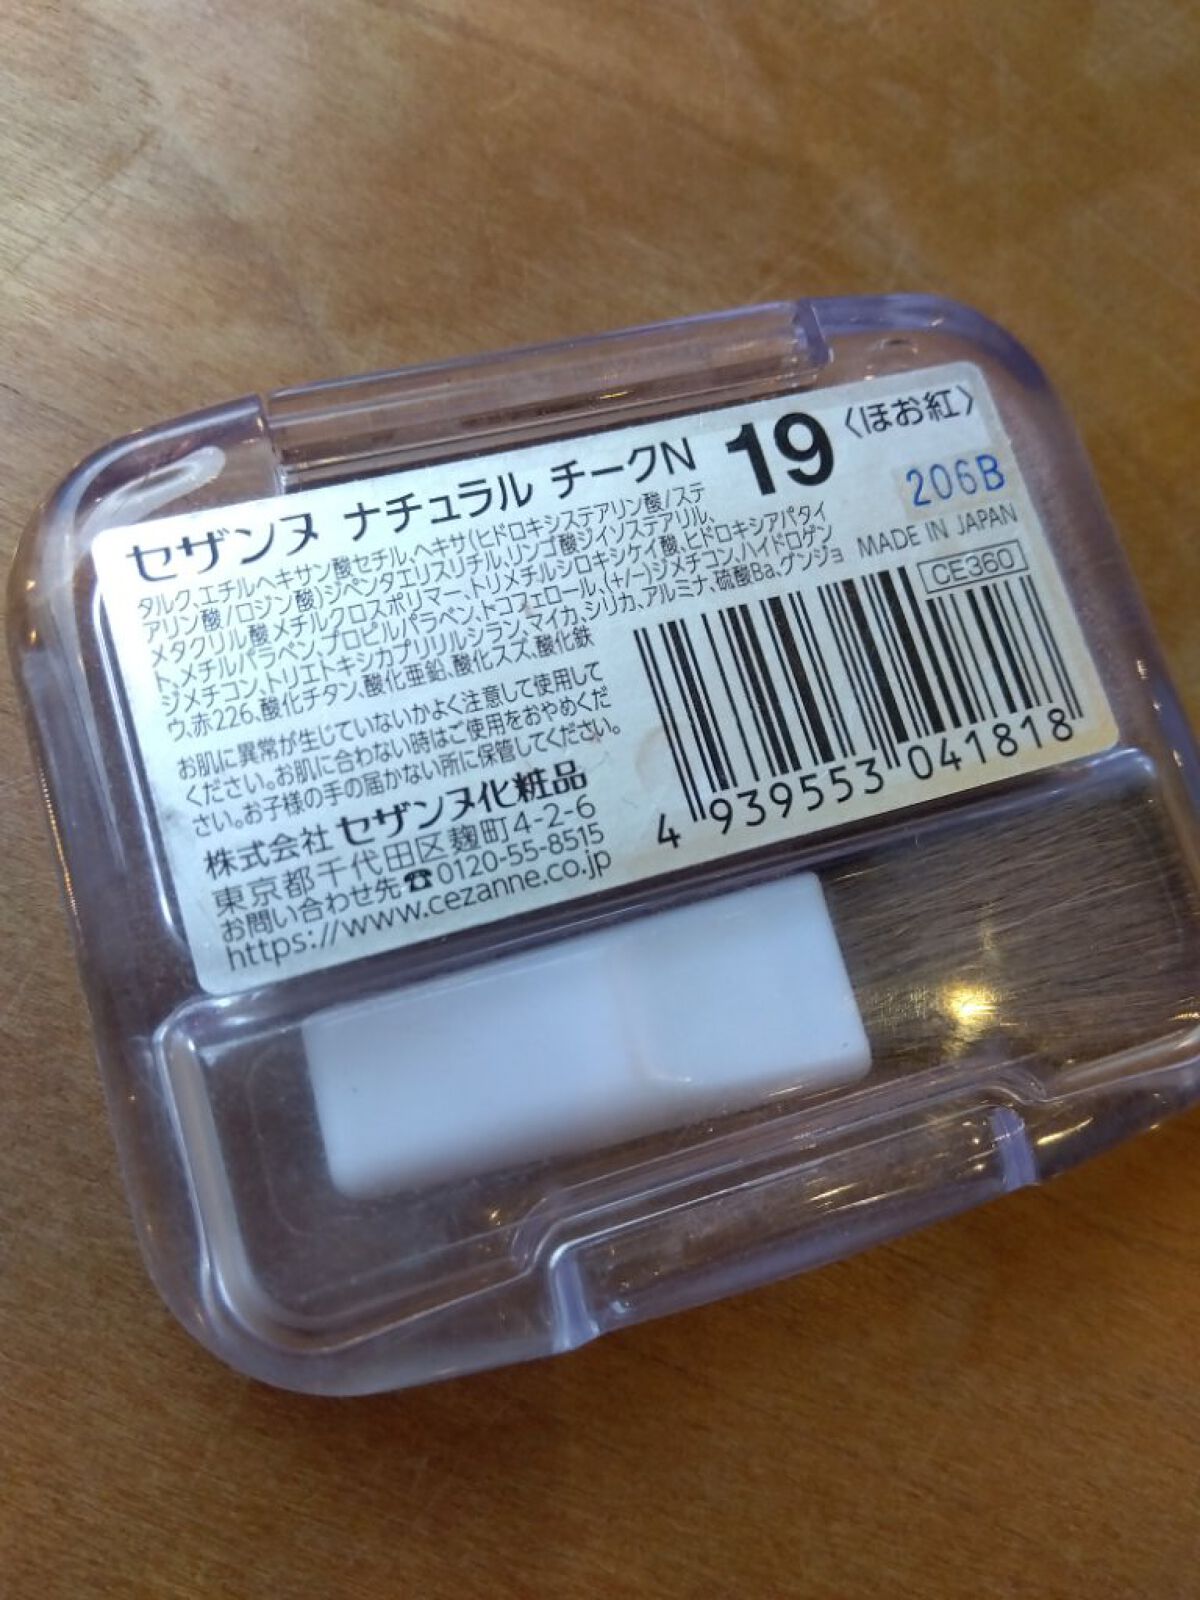 セザンヌ ナチュラル チークN 19 〈ほお紅〉
206B
MADE IN JAPAN
CE360
タルク、エチルヘキサン酸セチル、ヘキサ(ヒドロキシステアリン酸/ステ
アリン酸/ロジン酸)ジペンタエリスリチル、リンゴ酸ジイソステアリル、
メタクリル酸メチルクロスポリマー、トリメチルシロキシケイ酸、ヒドロキシアパタイ
ト、メチルパラベン、プロピルパラベン、トコフェロール、(+/-)ジメチコン、ハイドロゲン
ジメチコン、トリエトキシカプリリルシラン、マイカ、シリカ、アルミナ、硫酸Ba、グンジョ
ウ、赤226、酸化チタン、酸化亜鉛、酸化スズ、酸化鉄
お肌に異常が生じていないかよく注意して使用して
ください。お肌に合わない時はご使用をおやめくだ
さい。お子様の手の届かない所に保管してください。
株式会社 セザンヌ化粧品
東京都千代田区麹町4-2-6
お問い合わせ先☎0120-55-8515
https://www.cezanne.co.jp
4 939553 041818